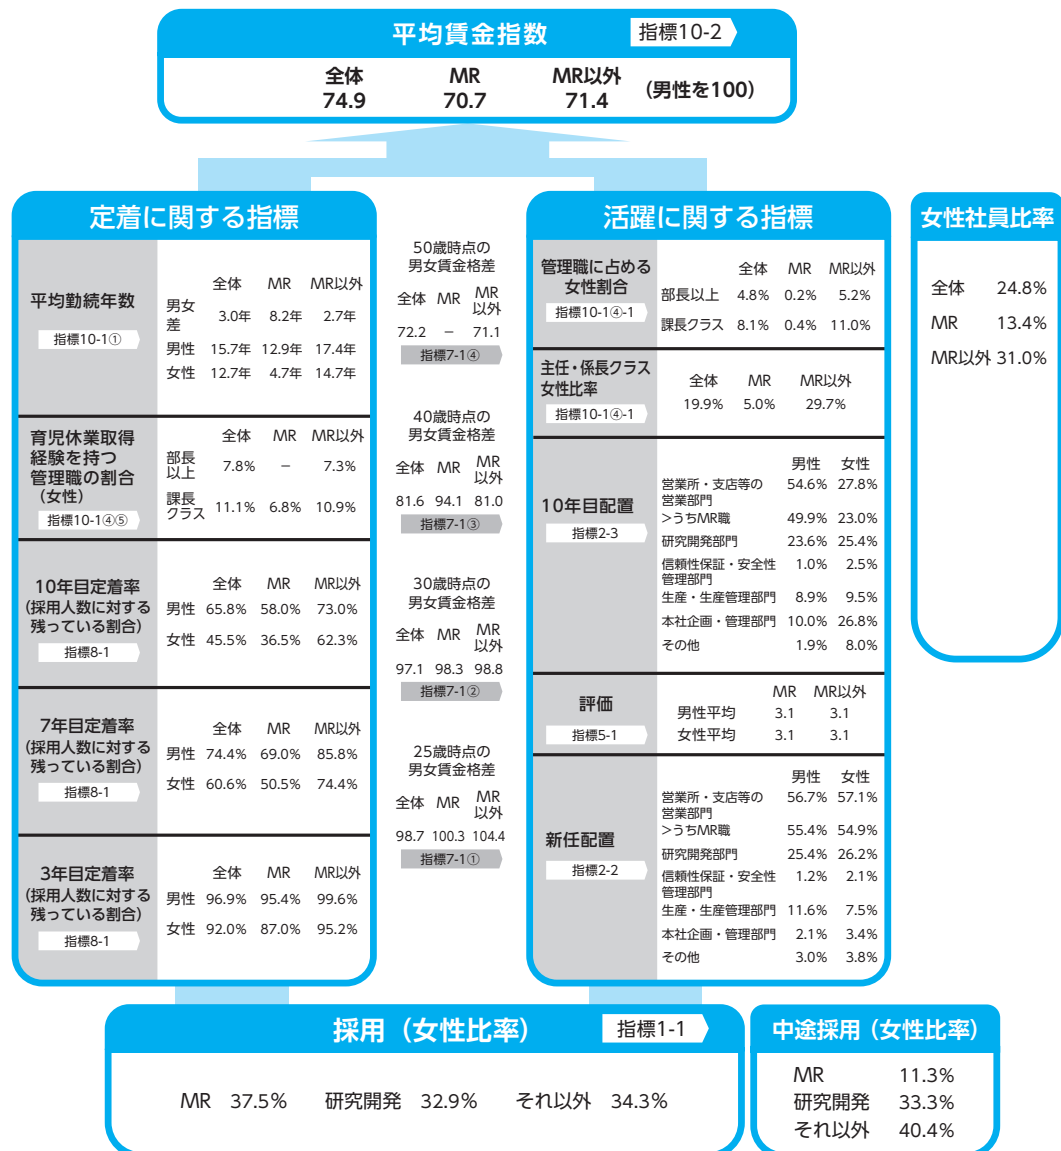 平均賃金指数 指標10-2
全体 MR MR以外 (男性を100)
74.9 70.7 71.4
定着に関する指標
平均勤続年数
指標10-1①
全体 MR MR以外
男女差 3.0年 8.2年 2.7年
男性 15.7年 12.9年 17.4年
女性 12.7年 4.7年 14.7年
育児休業取得
経験を持つ
管理職の割合
(女性)
指標10-1④⑤
全体 MR MR以外
部長以上 7.8% − 7.3%
課長クラス 11.1% 6.8% 10.9%
10年目定着率
(採用人数に対する
残っている割合)
指標8-1
全体 MR MR以外
男性 65.8% 58.0% 73.0%
女性 45.5% 36.5% 62.3%
7年目定着率
(採用人数に対する
残っている割合)
指標8-1
全体 MR MR以外
男性 74.4% 69.0% 85.8%
女性 60.6% 50.5% 74.4%
3年目定着率
(採用人数に対する
残っている割合)
指標8-1
全体 MR MR以外
男性 96.9% 95.4% 99.6%
女性 92.0% 87.0% 95.2%
50歳時点の
男女賃金格差
全体 MR MR以外
72.2 − 71.1
指標7-1④
40歳時点の
男女賃金格差
全体 MR MR以外
81.6 94.1 81.0
指標7-1③
30歳時点の
男女賃金格差
全体 MR MR以外
97.1 98.3 98.8
指標7-1②
25歳時点の
男女賃金格差
全体 MR MR以外
98.7 100.3 104.4
指標7-1①
活躍に関する指標
管理職に占める
女性割合
指標10-1④-1
全体 MR MR以外
部長以上 4.8% 0.2% 5.2%
課長クラス 8.1% 0.4% 11.0%
主任・係長クラス
女性比率
指標10-1④-1
全体 MR MR以外
19.9% 5.0% 29.7%
10年目配置
指標2-3
男性 女性
営業所・支店等の 54.6% 27.8%
営業部門
>うちMR職 49.9% 23.0%
研究開発部門 23.6% 25.4%
信頼性保証・安全性 1.0% 2.5%
管理部門
生産・生産管理部門 8.9% 9.5%
本社企画・管理部門 10.0% 26.8%
その他 1.9% 8.0%
評価
指標5-1
MR MR以外
男性平均 3.1 3.1
女性平均 3.1 3.1
新任配置
指標2-2
男性 女性
営業所・支店等の 56.7% 57.1%
営業部門
>うちMR職 55.4% 54.9%
研究開発部門 25.4% 26.2%
信頼性保証・安全性 1.2% 2.1%
管理部門
生産・生産管理部門 11.6% 7.5%
本社企画・管理部門 2.1% 3.4%
その他 3.0% 3.8%
女性社員比率
全体 24.8%
MR 13.4%
MR以外 31.0%
採用(女性比率) 指標1-1
MR 37.5% 研究開発 32.9% それ以外 34.3%
中途採用(女性比率)
MR 11.3%
研究開発 33.3%
それ以外 40.4%